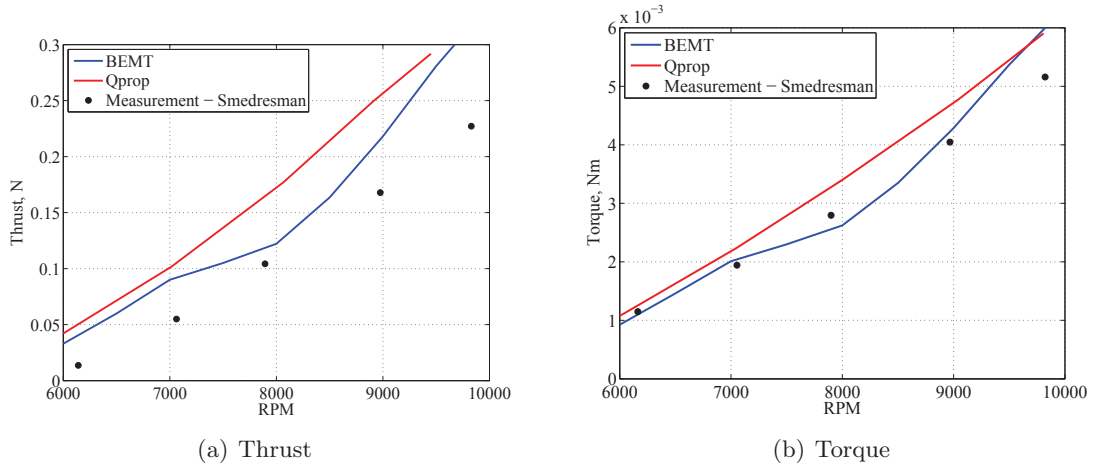 0.3
0.25
0.2
0.15
0.1
0.05
0
Thrust, N
BEMT
Qprop
Measurement − Smedresman
6000 7000 8000 9000 10000
RPM
(a) Thrust
6 x 10⁻³
5
4
3
2
1
0
Torque, Nm
BEMT
Qprop
Measurement − Smedresman
6000 7000 8000 9000 10000
RPM
(b) Torque